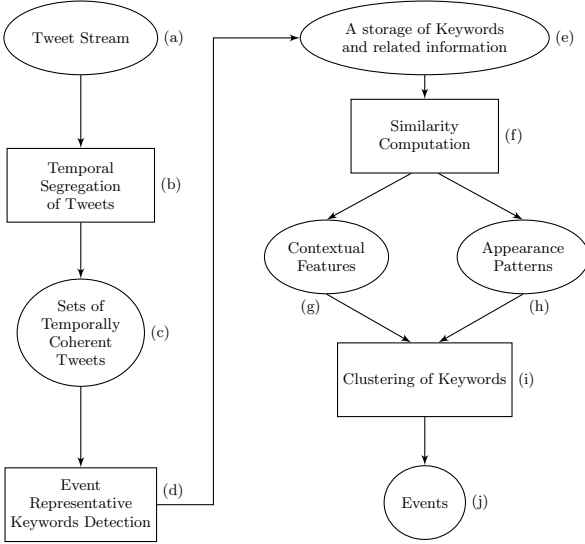 Tweet Stream
(a)
Temporal
Segregation
of Tweets
(b)
Sets of
Temporally
Coherent
Tweets
(c)
Event
Representative
Keywords Detection
(d)
A storage of Keywords
and related information
(e)
Similarity
Computation
(f)
Contextual
Features
(g)
Appearance
Patterns
(h)
Clustering of Keywords
(i)
Events
(j)